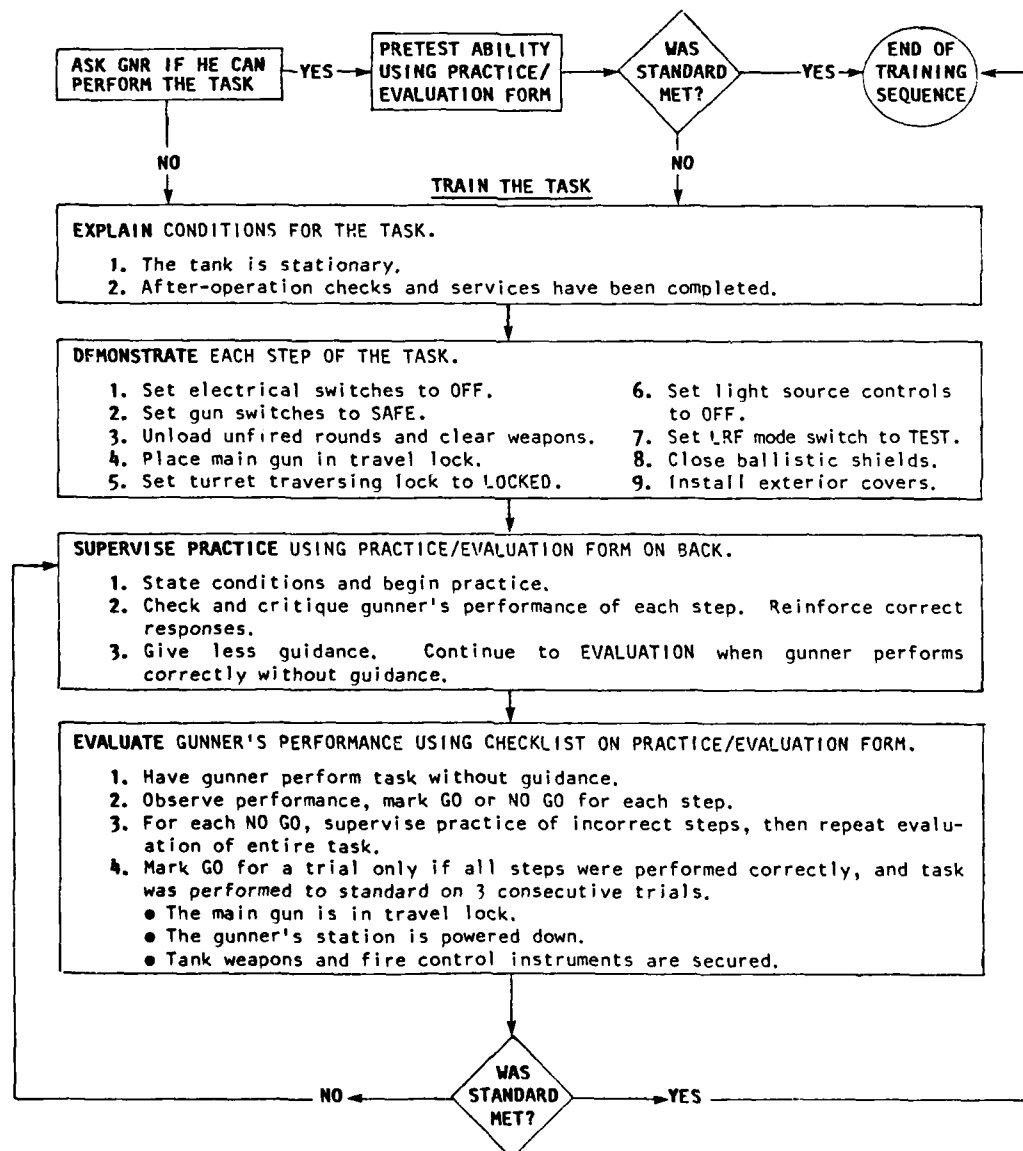 ASK GNR IF HE CAN
PERFORM THE TASK
YES
PRETEST ABILITY
USING PRACTICE/
EVALUATION FORM
WAS
STANDARD
MET?
YES
END OF
TRAINING
SEQUENCE
NO
NO
TRAIN THE TASK
EXPLAIN CONDITIONS FOR THE TASK.
1. The tank is stationary.
2. After-operation checks and services have been completed.
DEMONSTRATE EACH STEP OF THE TASK.
1. Set electrical switches to OFF.
2. Set gun switches to SAFE.
3. Unload unfired rounds and clear weapons.
4. Place main gun in travel lock.
5. Set turret traversing lock to LOCKED.
6. Set light source controls
to OFF.
7. Set LRF mode switch to TEST.
8. Close ballistic shields.
9. Install exterior covers.
SUPERVISE PRACTICE USING PRACTICE/EVALUATION FORM ON BACK.
1. State conditions and begin practice.
2. Check and critique gunner's performance of each step. Reinforce correct
responses.
3. Give less guidance. Continue to EVALUATION when gunner performs
correctly without guidance.
EVALUATE GUNNER'S PERFORMANCE USING CHECKLIST ON PRACTICE/EVALUATION FORM.
1. Have gunner perform task without guidance.
2. Observe performance, mark GO or NO GO for each step.
3. For each NO GO, supervise practice of incorrect steps, then repeat evalu-
ation of entire task.
4. Mark GO for a trial only if all steps were performed correctly, and task
was performed to standard on 3 consecutive trials.
• The main gun is in travel lock.
• The gunner's station is powered down.
• Tank weapons and fire control instruments are secured.
NO
WAS
STANDARD
MET?
YES